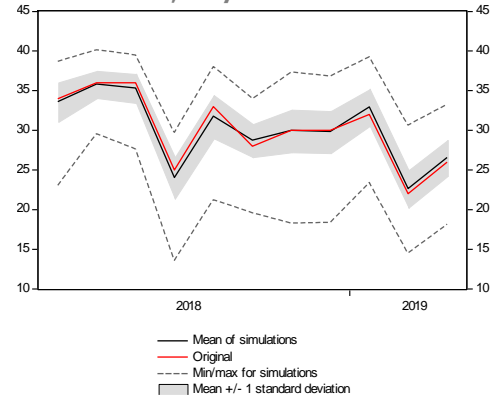 45 45
40 40
35 35
30 30
25 25
20 20
15 15
10 10
2018 2019
Mean of simulations
Original
Min/max for simulations
Mean +/- 1 standard deviation